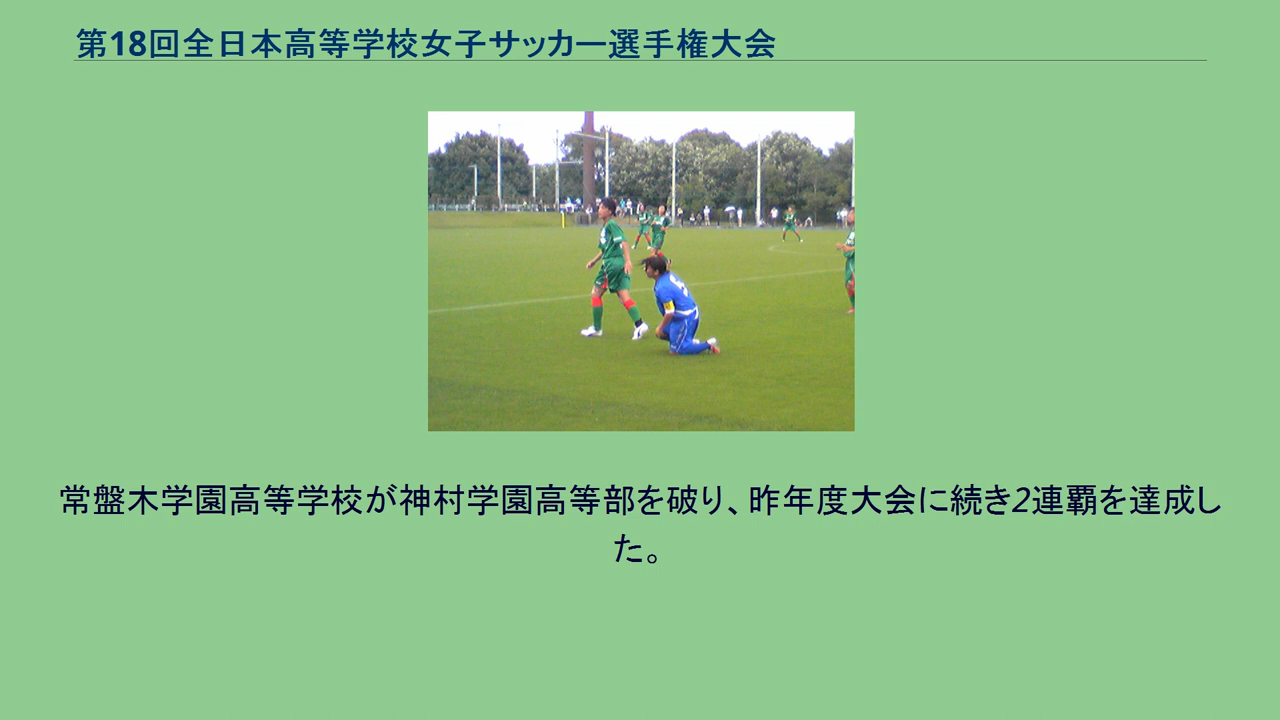 第18回全日本高等学校女子サッカー選手権大会
常盤木学園高等学校が神村学園高等部を破り、昨年度大会に続き2連覇を達成し
た。